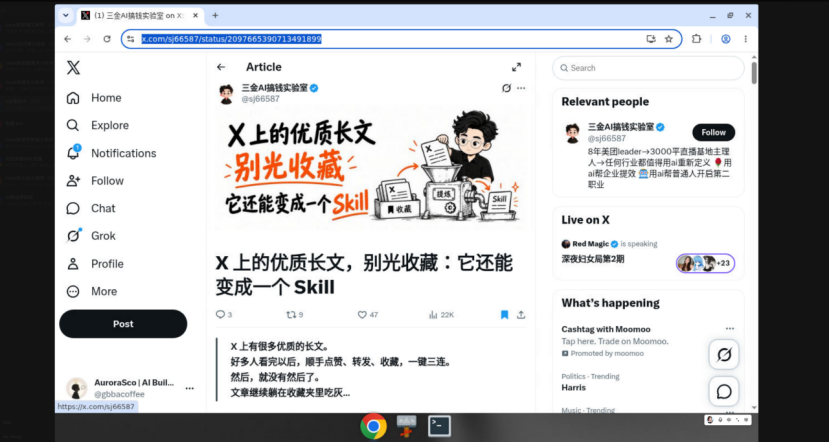 (1) 三金AI搞钱实验室 on X:
x.com/sj66587/status/2097665390713491899
Home
Explore
Notifications
1
Follow
Chat
Grok
Profile
More
Post
AuroraSco | AI Buil...
@gbbacoffee
https://x.com/sj66587
Article
三金AI搞钱实验室
@sj66587
X上的优质长文
别光收藏
它还能变成一个Skill
收藏
提炼
Skill
X 上的优质长文，别光收藏：它还能
变成一个 Skill
3
9
47
22K
X 上有很多优质的长文。
好多人看完以后，顺手点赞、转发、收藏，一键三连。
然后，就没有然后了。
文章继续躺在收藏夹里吃灰...
Search
Relevant people
三金AI搞钱实验室
@sj66587
Follow
8年美团leader→3000平直播基地主理
人→任何行业都值得用ai重新定义 🌹用
ai帮企业提效 用ai帮普通人开启第二
职业
Live on X
Red Magic is speaking
深夜妇女局第2期
+23
What's happening
Cashtag with Moomoo
Tap here. Trade on Moomoo.
Promoted by moomoo
Politics · Trending
Harris
Music · Trending